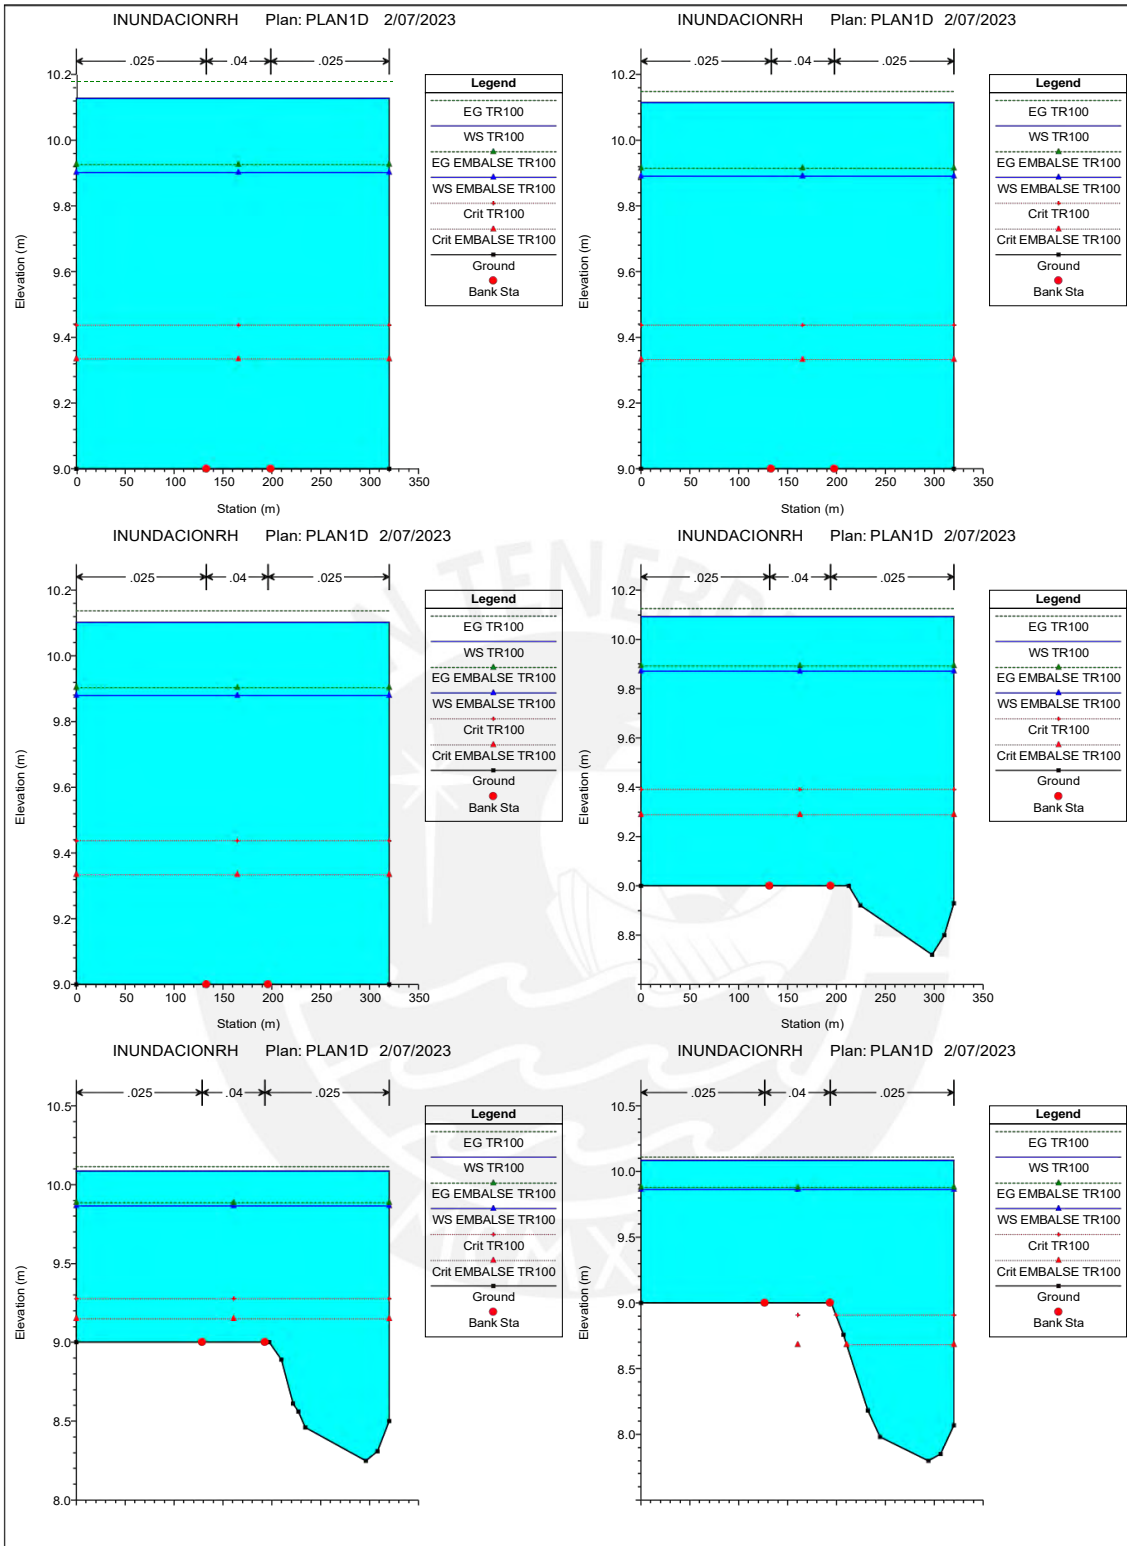 INUNDACIONRH Plan: PLAN1D 2/07/2023
.025 .04 .025
10.2
10.0
9.8
9.6
9.4
9.2
9.0
Elevation (m)
0 50 100 150 200 250 300 350
Station (m)
Legend
EG TR100
WS TR100
EG EMBALSE TR100
WS EMBALSE TR100
Crit TR100
Crit EMBALSE TR100
Ground
Bank Sta
INUNDACIONRH Plan: PLAN1D 2/07/2023
.025 .04 .025
10.2
10.0
9.8
9.6
9.4
9.2
9.0
Elevation (m)
0 50 100 150 200 250 300 350
Station (m)
Legend
EG TR100
WS TR100
EG EMBALSE TR100
WS EMBALSE TR100
Crit TR100
Crit EMBALSE TR100
Ground
Bank Sta
INUNDACIONRH Plan: PLAN1D 2/07/2023
.025 .04 .025
10.2
10.0
9.8
9.6
9.4
9.2
9.0
Elevation (m)
0 50 100 150 200 250 300 350
Station (m)
Legend
EG TR100
WS TR100
EG EMBALSE TR100
WS EMBALSE TR100
Crit TR100
Crit EMBALSE TR100
Ground
Bank Sta
INUNDACIONRH Plan: PLAN1D 2/07/2023
.025 .04 .025
10.2
10.0
9.8
9.6
9.4
9.2
9.0
8.8
Elevation (m)
0 50 100 150 200 250 300 350
Station (m)
Legend
EG TR100
WS TR100
EG EMBALSE TR100
WS EMBALSE TR100
Crit TR100
Crit EMBALSE TR100
Ground
Bank Sta
INUNDACIONRH Plan: PLAN1D 2/07/2023
.025 .04 .025
10.5
10.0
9.5
9.0
8.5
8.0
Elevation (m)
Legend
EG TR100
WS TR100
EG EMBALSE TR100
WS EMBALSE TR100
Crit TR100
Crit EMBALSE TR100
Ground
Bank Sta
INUNDACIONRH Plan: PLAN1D 2/07/2023
.025 .04 .025
10.5
10.0
9.5
9.0
8.5
8.0
Elevation (m)
Legend
EG TR100
WS TR100
EG EMBALSE TR100
WS EMBALSE TR100
Crit TR100
Crit EMBALSE TR100
Ground
Bank Sta